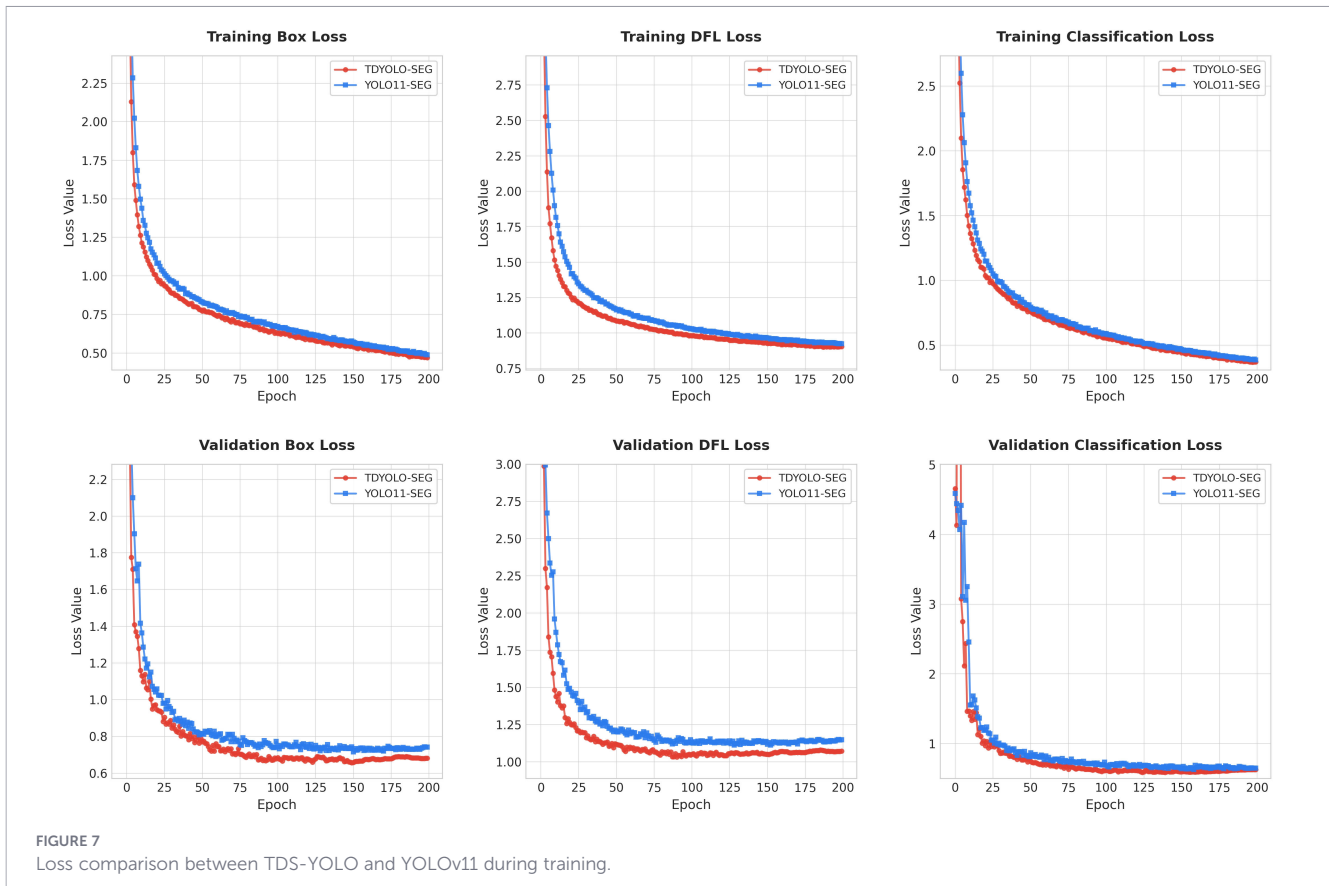 Training Box Loss
Loss Value
2.25
2.00
1.75
1.50
1.25
1.00
0.75
0.50
TDYOLO-SEG
YOLO11-SEG
0 25 50 75 100 125 150 175 200
Epoch
Training DFL Loss
Loss Value
2.75
2.50
2.25
2.00
1.75
1.50
1.25
1.00
0.75
TDYOLO-SEG
YOLO11-SEG
0 25 50 75 100 125 150 175 200
Epoch
Training Classification Loss
Loss Value
2.5
2.0
1.5
1.0
0.5
TDYOLO-SEG
YOLO11-SEG
0 25 50 75 100 125 150 175 200
Epoch
Validation Box Loss
Loss Value
2.2
2.0
1.8
1.6
1.4
1.2
1.0
0.8
0.6
TDYOLO-SEG
YOLO11-SEG
0 25 50 75 100 125 150 175 200
Epoch
Validation DFL Loss
Loss Value
3.00
2.75
2.50
2.25
2.00
1.75
1.50
1.25
1.00
TDYOLO-SEG
YOLO11-SEG
0 25 50 75 100 125 150 175 200
Epoch
Validation Classification Loss
Loss Value
5
4
3
2
1
TDYOLO-SEG
YOLO11-SEG
0 25 50 75 100 125 150 175 200
Epoch
FIGURE 7
Loss comparison between TDS-YOLO and YOLOv11 during training.